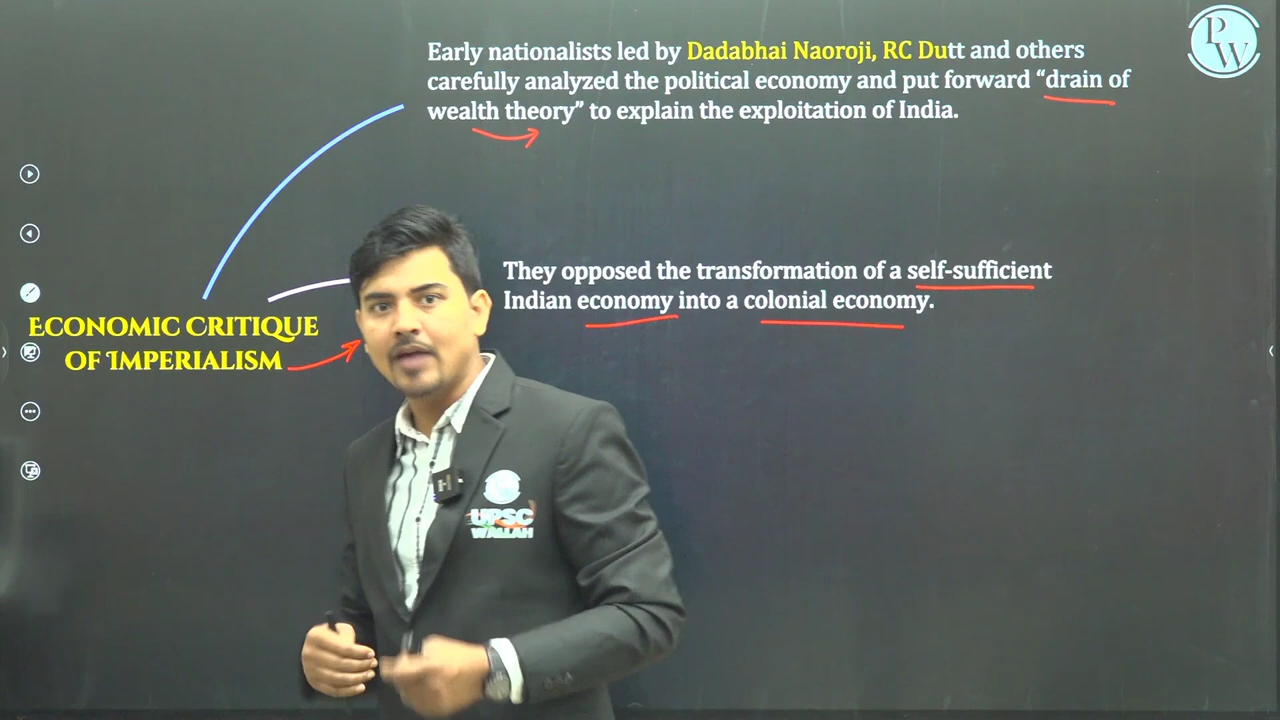 Early nationalists led by Dadabhai Naoroji, RC Dutt and others
carefully analyzed the political economy and put forward “drain of
wealth theory” to explain the exploitation of India.
They opposed the transformation of a self-sufficient
Indian economy into a colonial economy.
Economic Critique
of Imperialism
PW
UPSC
WALLAH